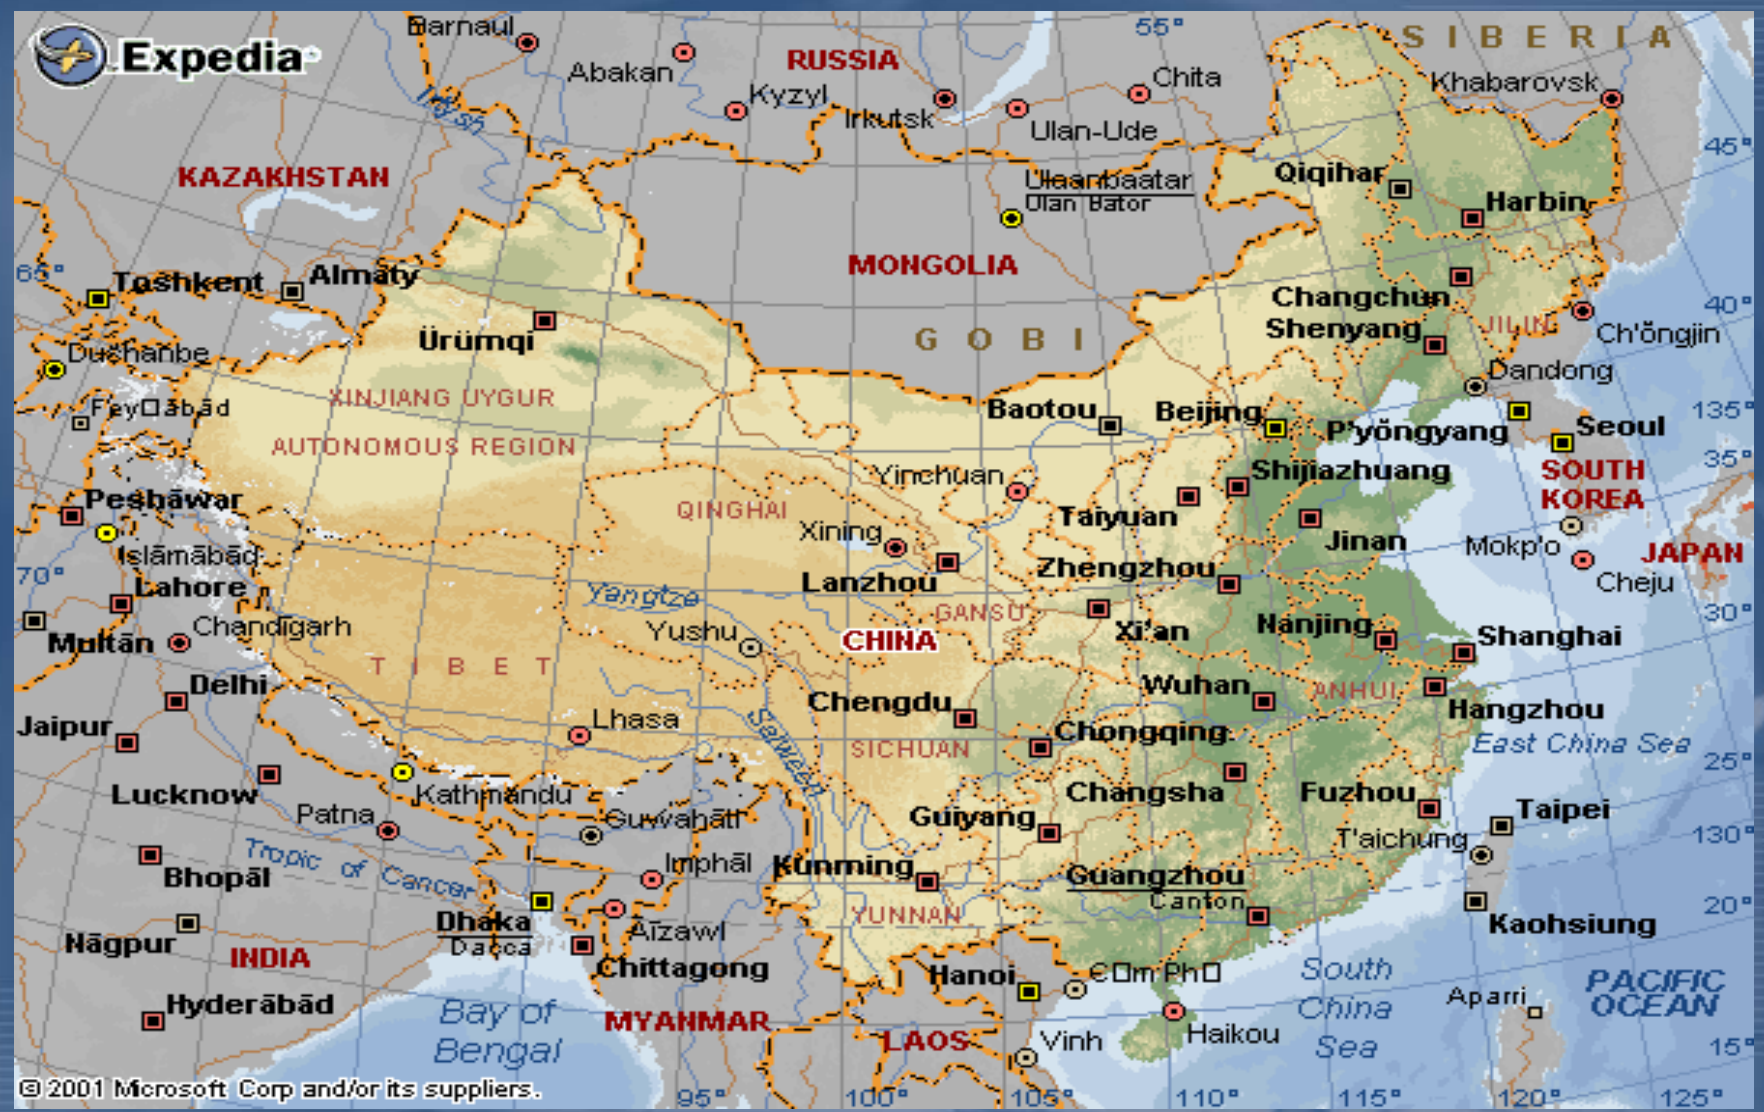 Barnaul
55°
SIBERIA
Expedia
RUSSIA
Abakan
Chita
Khabarovsk
Kyzyl
Irkutsk
Irtysh
Ulan-Ude
45°
KAZAKHSTAN
Ulaanbaatar
Ulan Bator
Qiqihar
Harbin
65°
Toshkent
Almaty
MONGOLIA
Changchun
40°
Ürümqi
GOBI
Shenyang
JILIN
Ch'ŏngjin
Dushanbe
Dandong
XINJIANG UYGUR
AUTONOMOUS REGION
Baotou
Beijing
P'yŏngyang
Seoul
135°
35°
Yinchuan
Shijiazhuang
SOUTH
KOREA
Peshāwar
QINGHAI
Taiyuan
Xining
Jinan
Mokp'o
JAPAN
Islāmābād
70°
Lahore
Lanzhou
Zhengzhou
Cheju
Yangtze
GANSU
30°
Multān
Chandīgarh
Yushu
CHINA
Xi'an
Nanjing
Shanghai
TIBET
Delhi
Wuhan
ANHUI
Chengdu
Hangzhou
Jaipur
Lhasa
Salween
SICHUAN
Chongqing
East China Sea
25°
Lucknow
Kathmandu
Changsha
Fuzhou
Patna
Guwahāti
Guiyang
Taipei
T'aichung
130°
Tropic of Cancer
Imphāl
Kunming
Bhopāl
Guangzhou
Canton
20°
Dhaka
Dacca
Aīzawl
YUNNAN
Kaohsiung
Nāgpur
INDIA
Chittagong
Hanoi
South
China
Sea
PACIFIC
OCEAN
Hyderābād
Bay of
Bengal
MYANMAR
LAOS
Vinh
Haikou
Aparri
15°
© 2001 Microsoft Corp and/or its suppliers.
95°
100°
105°
110°
115°
120°
125°